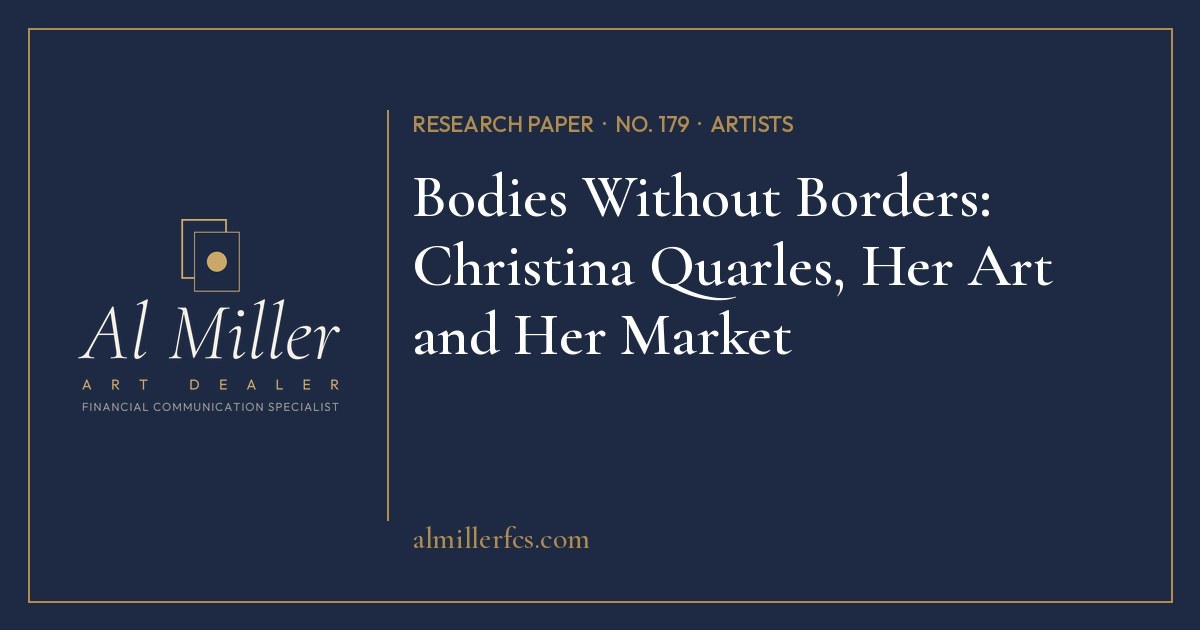 RESEARCH PAPER · NO. 179 · ARTISTS
Bodies Without Borders:
Christina Quarles, Her Art
and Her Market
Al Miller
ART DEALER
FINANCIAL COMMUNICATION SPECIALIST
almillerfcs.com